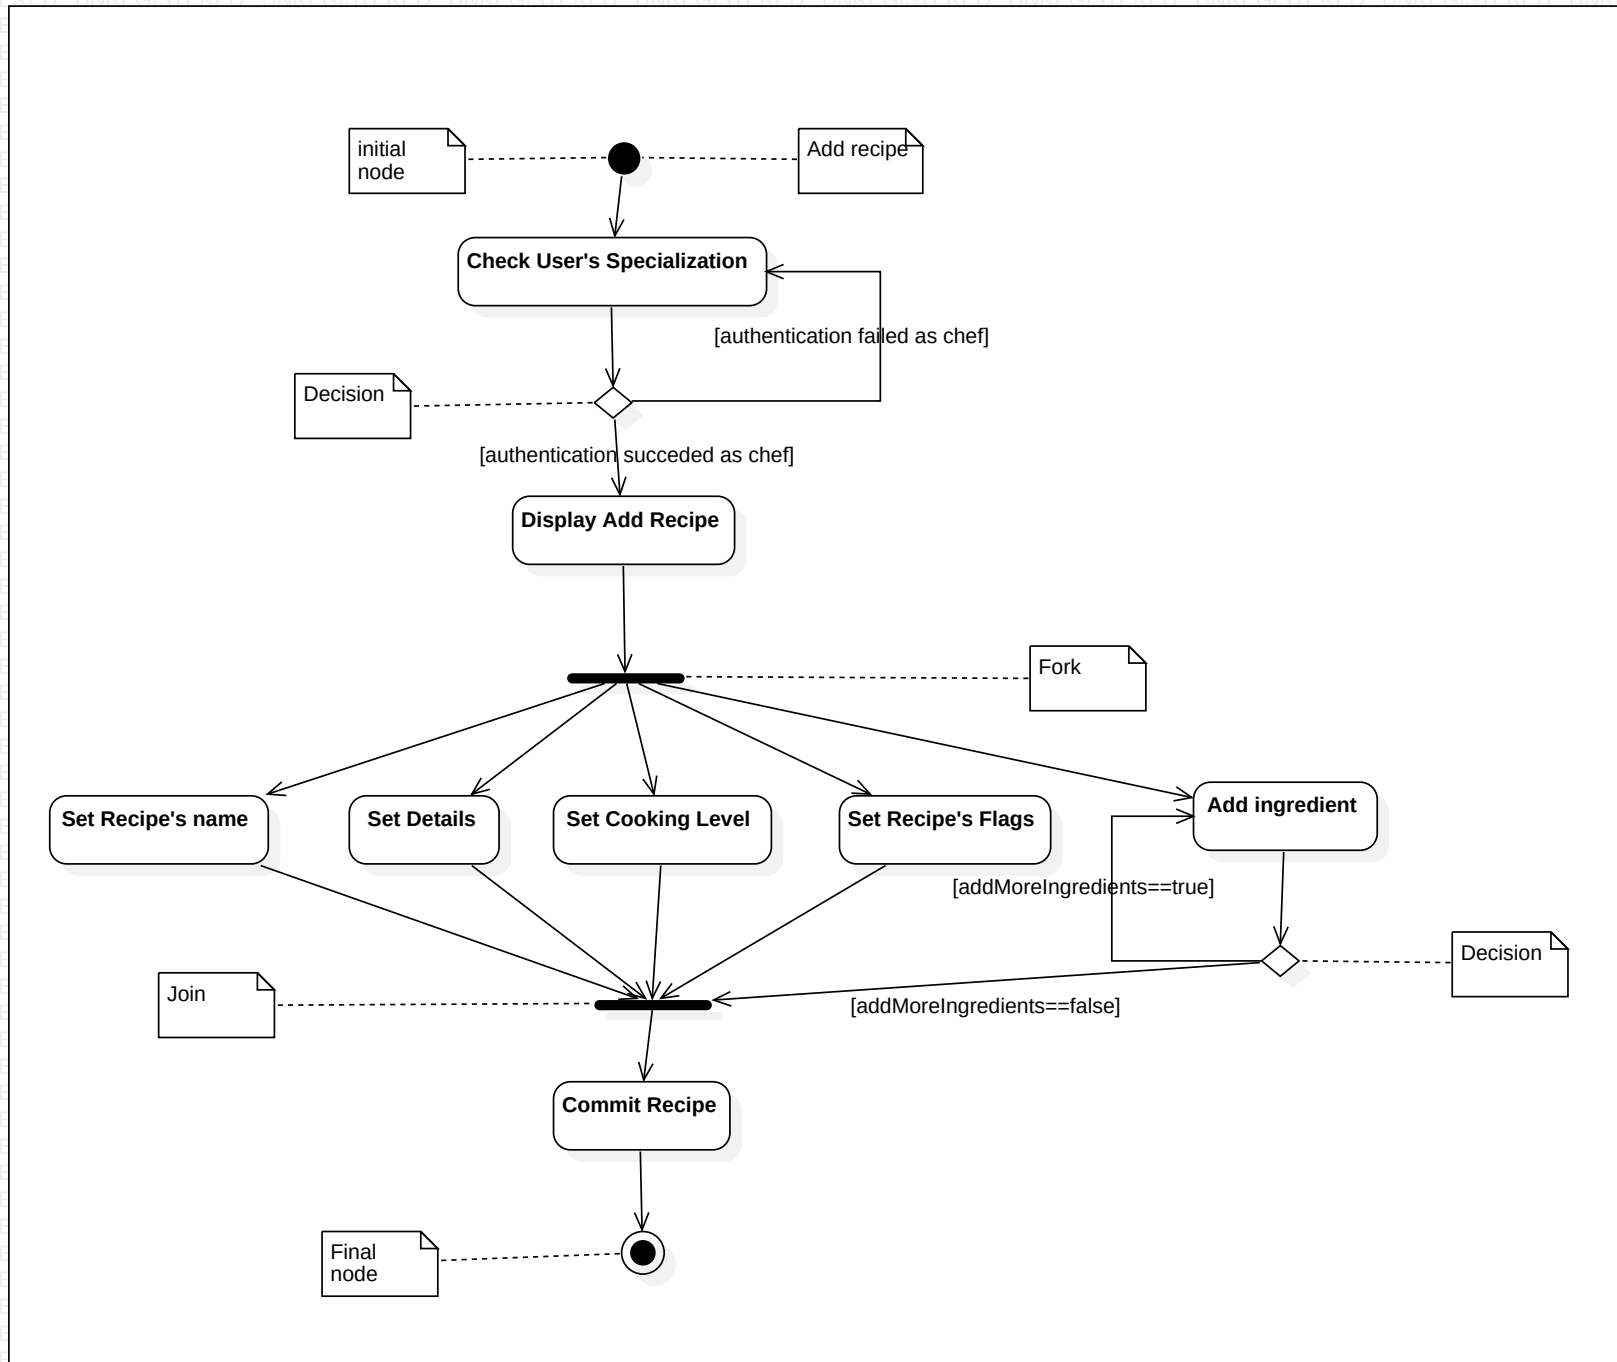 initial
node
Add recipe
Check User's Specialization
[authentication failed as chef]
Decision
[authentication succeded as chef]
Display Add Recipe
Fork
Set Recipe's name
Set Details
Set Cooking Level
Set Recipe's Flags
Add ingredient
[addMoreIngredients==true]
Decision
Join
[addMoreIngredients==false]
Commit Recipe
Final
node